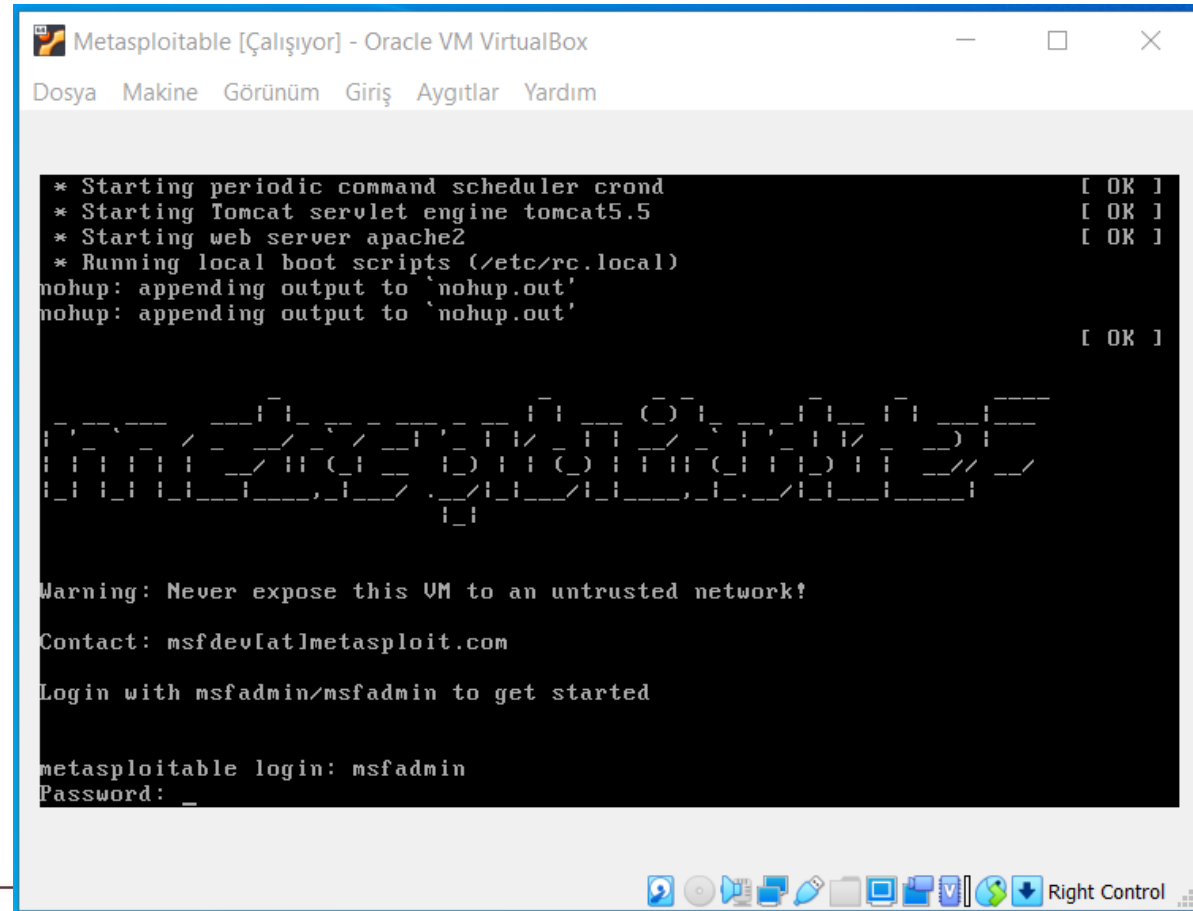 Metasploitable [Çalışıyor] - Oracle VM VirtualBox
Dosya Makine Görünüm Giriş Aygıtlar Yardım
* Starting periodic command scheduler crond [ OK ]
* Starting Tomcat servlet engine tomcat5.5 [ OK ]
* Starting web server apache2 [ OK ]
* Running local boot scripts (/etc/rc.local)
nohup: appending output to `nohup.out'
nohup: appending output to `nohup.out'
[ OK ]
metasploitable2
Warning: Never expose this VM to an untrusted network!
Contact: msfdev[at]metasploit.com
Login with msfadmin/msfadmin to get started
metasploitable login: msfadmin
Password: _
Right Control